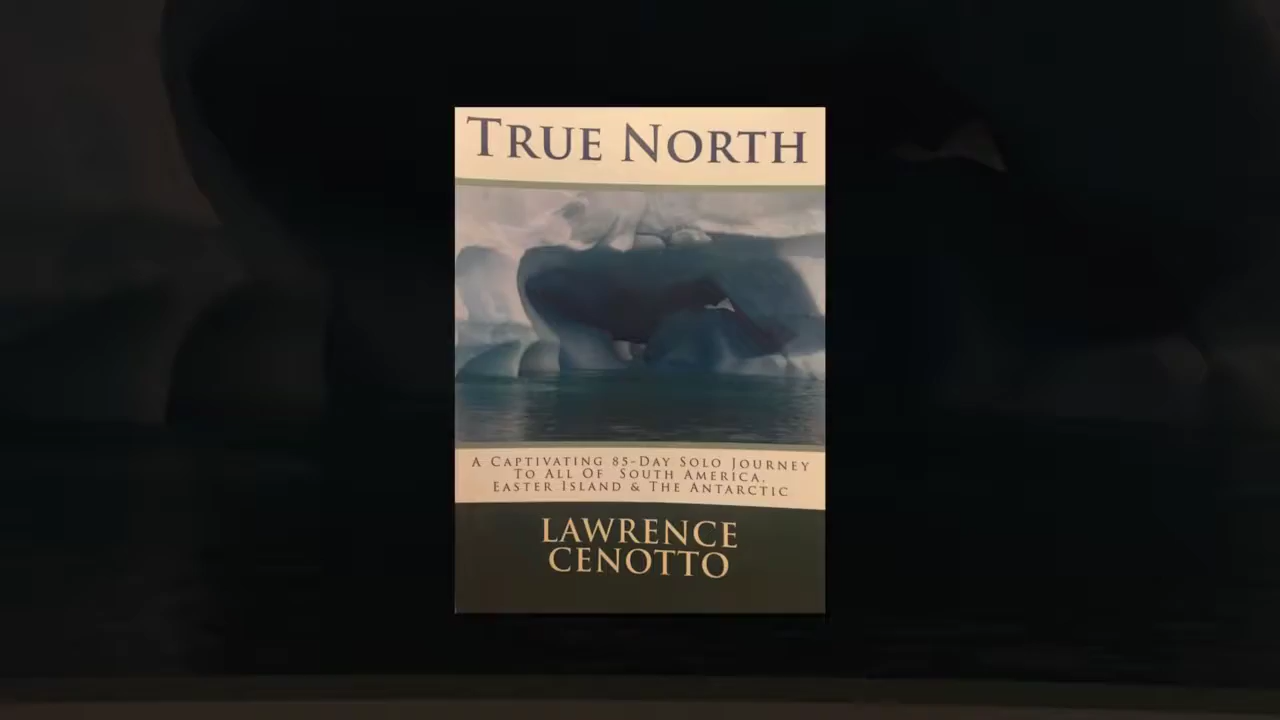 True North
A Captivating 85-Day Solo Journey
To All Of South America,
Easter Island & The Antarctic
LAWRENCE
CENOTTO